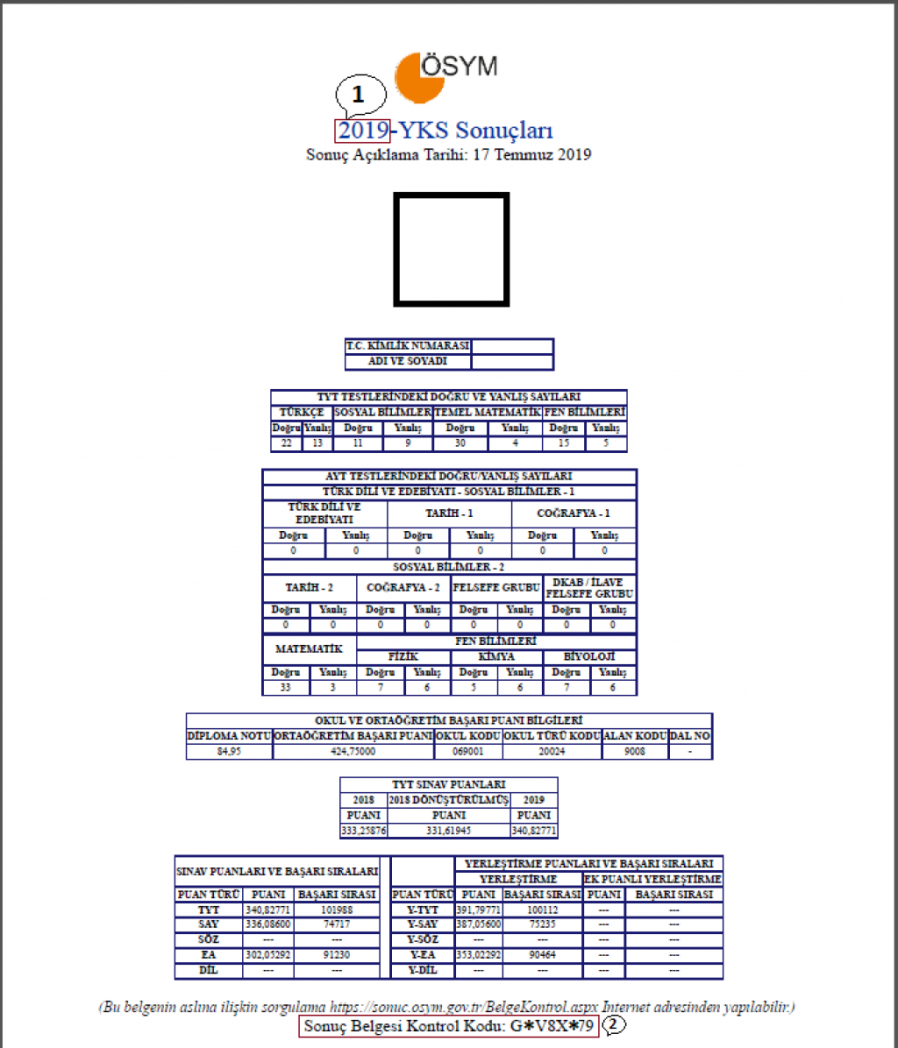 ÖSYM
1
2019-YKS Sonuçları
Sonuç Açıklama Tarihi: 17 Temmuz 2019
T.C. KİMLİK NUMARASI
ADI VE SOYADI
TYT TESTLERİNDEKİ DOĞRU VE YANLIŞ SAYILARI
TÜRKÇE SOSYAL BİLİMLER TEMEL MATEMATİK FEN BİLİMLERİ
Doğru Yanlış Doğru Yanlış Doğru Yanlış Doğru Yanlış
22 13 11 9 30 4 15 5
AYT TESTLERİNDEKİ DOĞRU/YANLIŞ SAYILARI
TÜRK DİLİ VE EDEBİYATI - SOSYAL BİLİMLER - 1
TÜRK DİLİ VE EDEBİYATI TARİH - 1 COĞRAFYA - 1
Doğru Yanlış Doğru Yanlış Doğru Yanlış
0 0 0 0 0 0
SOSYAL BİLİMLER - 2
TARİH - 2 COĞRAFYA - 2 FELSEFE GRUBU DKAB / İLAVE FELSEFE GRUBU
Doğru Yanlış Doğru Yanlış Doğru Yanlış Doğru Yanlış
0 0 0 0 0 0 0 0
MATEMATİK FEN BİLİMLERİ
FİZİK KİMYA BİYOLOJİ
Doğru Yanlış Doğru Yanlış Doğru Yanlış Doğru Yanlış
33 3 7 6 5 6 7 6
OKUL VE ORTAÖĞRETİM BAŞARI PUANI BİLGİLERİ
DİPLOMA NOTU ORTAÖĞRETİM BAŞARI PUANI OKUL KODU OKUL TÜRÜ KODU ALAN KODU DAL NO
84,95 424,75000 069001 20024 9008 -
TYT SINAV PUANLARI
2018 2018 DÖNÜŞTÜRÜLMÜŞ 2019
PUANI PUANI PUANI
333,25876 331,61945 340,82771
SINAV PUANLARI VE BAŞARI SIRALARI YERLEŞTİRME PUANLARI VE BAŞARI SIRALARI
YERLEŞTİRME EK PUANLI YERLEŞTİRME
PUAN TÜRÜ PUANI BAŞARI SIRASI PUAN TÜRÜ PUANI BAŞARI SIRASI PUANI BAŞARI SIRASI
TYT 340,82771 101988 Y-TYT 391,79771 100112 --- ---
SAY 336,08600 74717 Y-SAY 387,05600 75235 --- ---
SÖZ --- --- Y-SÖZ --- --- --- ---
EA 302,05292 91230 Y-EA 353,02292 90464 --- ---
DİL --- --- Y-DİL --- --- --- ---
(Bu belgenin aslına ilişkin sorgulama https://sonuc.osym.gov.tr/BelgeKontrol.aspx İnternet adresinden yapılabilir.)
Sonuç Belgesi Kontrol Kodu: G*V8X*79 2